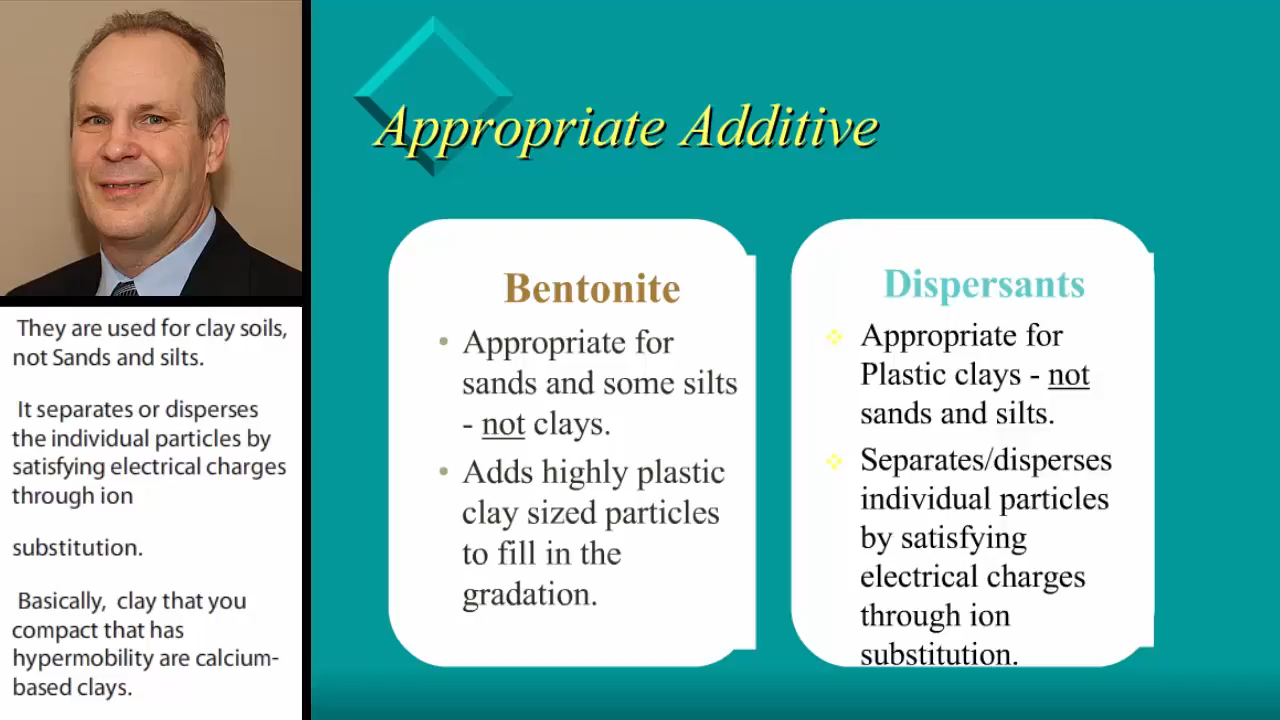 They are used for clay soils,
not Sands and silts.
It separates or disperses
the individual particles by
satisfying electrical charges
through ion
substitution.
Basically, clay that you
compact that has
hypermobility are calcium-
based clays.
Appropriate Additive
Bentonite
• Appropriate for
sands and some silts
- not clays.
• Adds highly plastic
clay sized particles
to fill in the
gradation.
Dispersants
❖ Appropriate for
Plastic clays - not
sands and silts.
❖ Separates/disperses
individual particles
by satisfying
electrical charges
through ion
substitution.